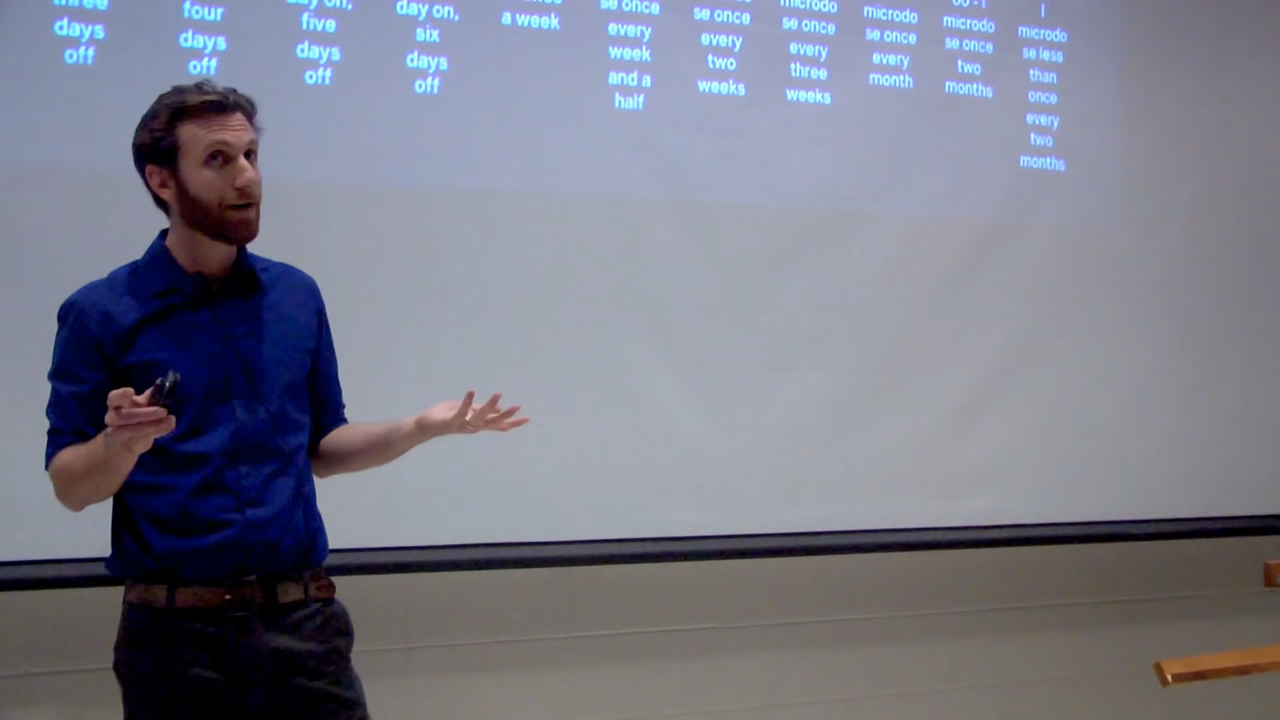 three
days
off
four
days
off
day on,
five
days
off
day on,
six
days
off
a week
se once
every
week
and a
half
se once
every
two
weeks
microdo
se once
every
three
weeks
microdo
se once
every
month
microdo
se once
two
months
I
microdo
se less
than
once
every
two
months